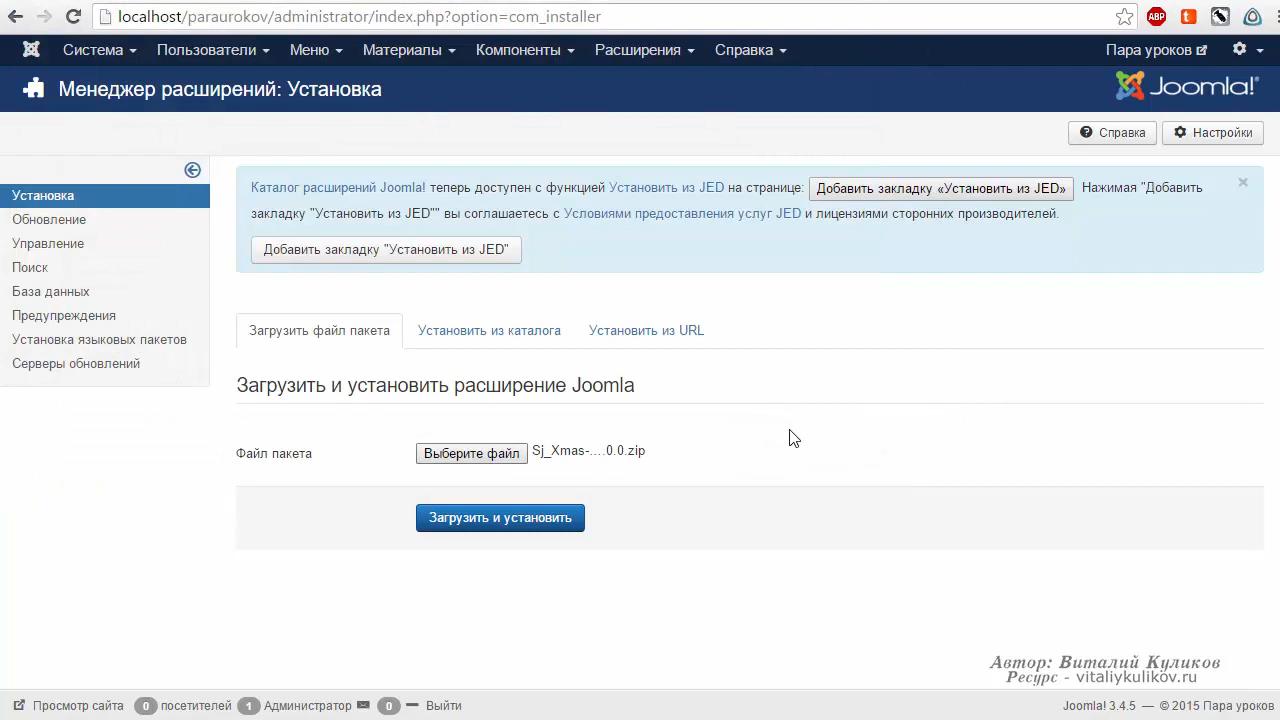 localhost/paraurokov/administrator/index.php?option=com_installer
ABP
Система Пользователи Меню Материалы Компоненты Расширения Справка Пара уроков
Менеджер расширений: Установка
Joomla!
Справка Настройки
Установка
Обновление
Управление
Поиск
База данных
Предупреждения
Установка языковых пакетов
Серверы обновлений
Каталог расширений Joomla! теперь доступен с функцией Установить из JED на странице: Добавить закладку «Установить из JED» Нажимая "Добавить
закладку "Установить из JED"" вы соглашаетесь с Условиями предоставления услуг JED и лицензиями сторонних производителей.
Добавить закладку "Установить из JED"
Загрузить файл пакета Установить из каталога Установить из URL
Загрузить и установить расширение Joomla
Файл пакета Выберите файл Sj_Xmas-....0.0.zip
Загрузить и установить
Автор: Виталий Куликов
Ресурс - vitaliykulikov.ru
Просмотр сайта 0 посетителей 1 Администратор 0 Выйти
Joomla! 3.4.5 — © 2015 Пара уроков